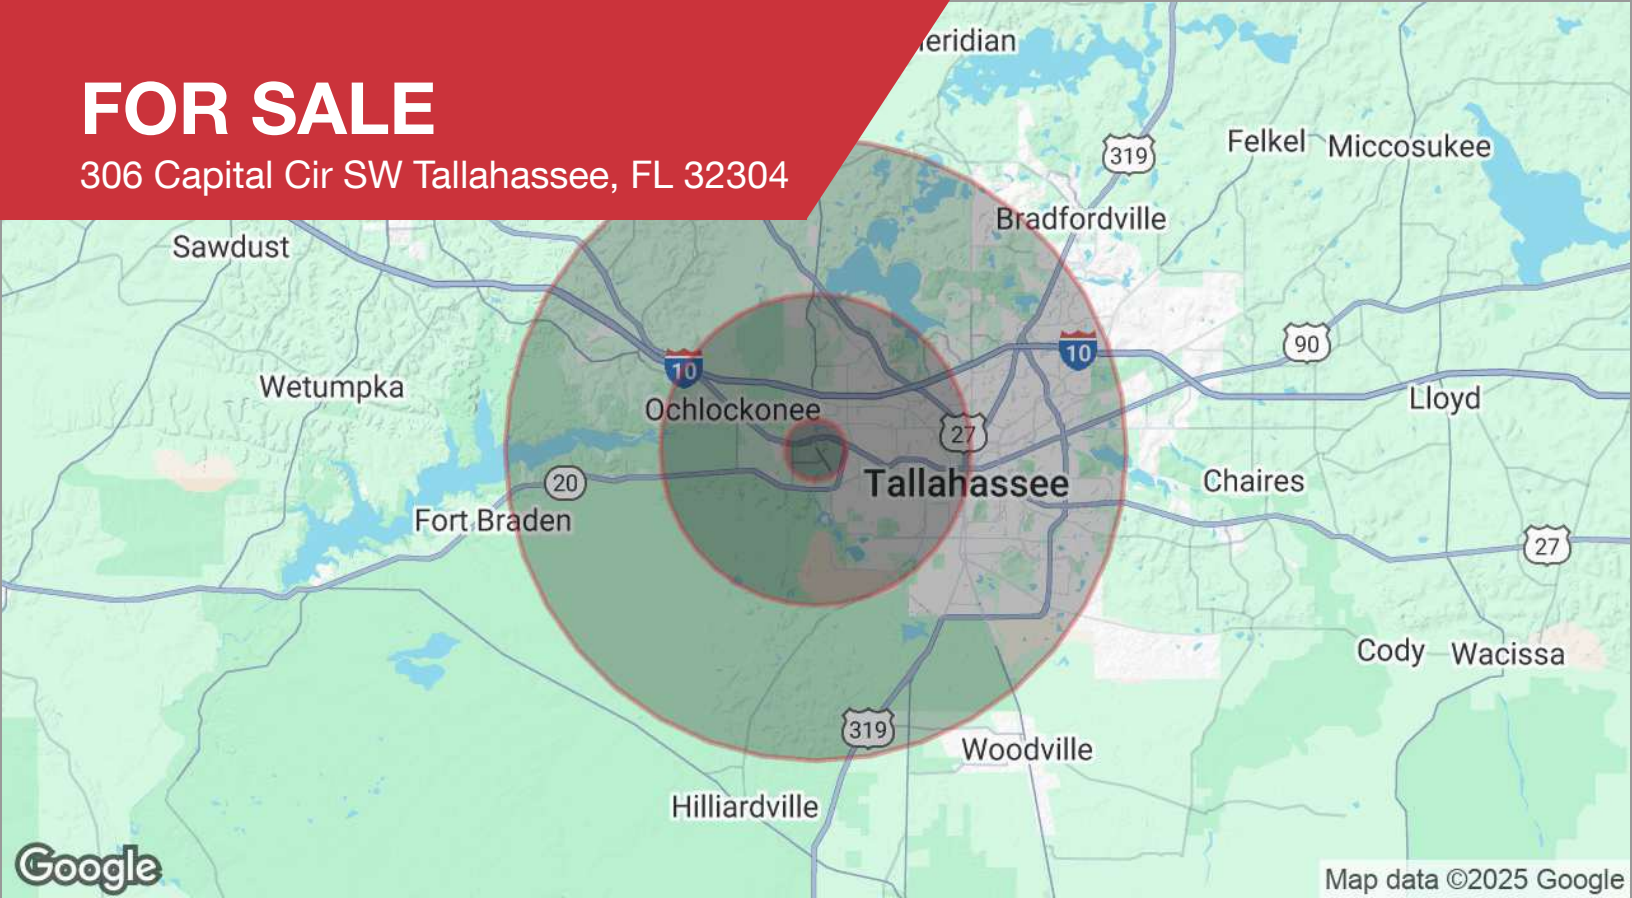 FOR SALE
306 Capital Cir SW Tallahassee, FL 32304
eridian
319
Felkel
Miccosukee
Bradfordville
Sawdust
90
10
10
Wetumpka
Lloyd
Ochlockonee
27
20
Tallahassee
Chaires
Fort Braden
27
Cody
Wacissa
319
Woodville
Hilliardville
Google
Map data ©2025 Google